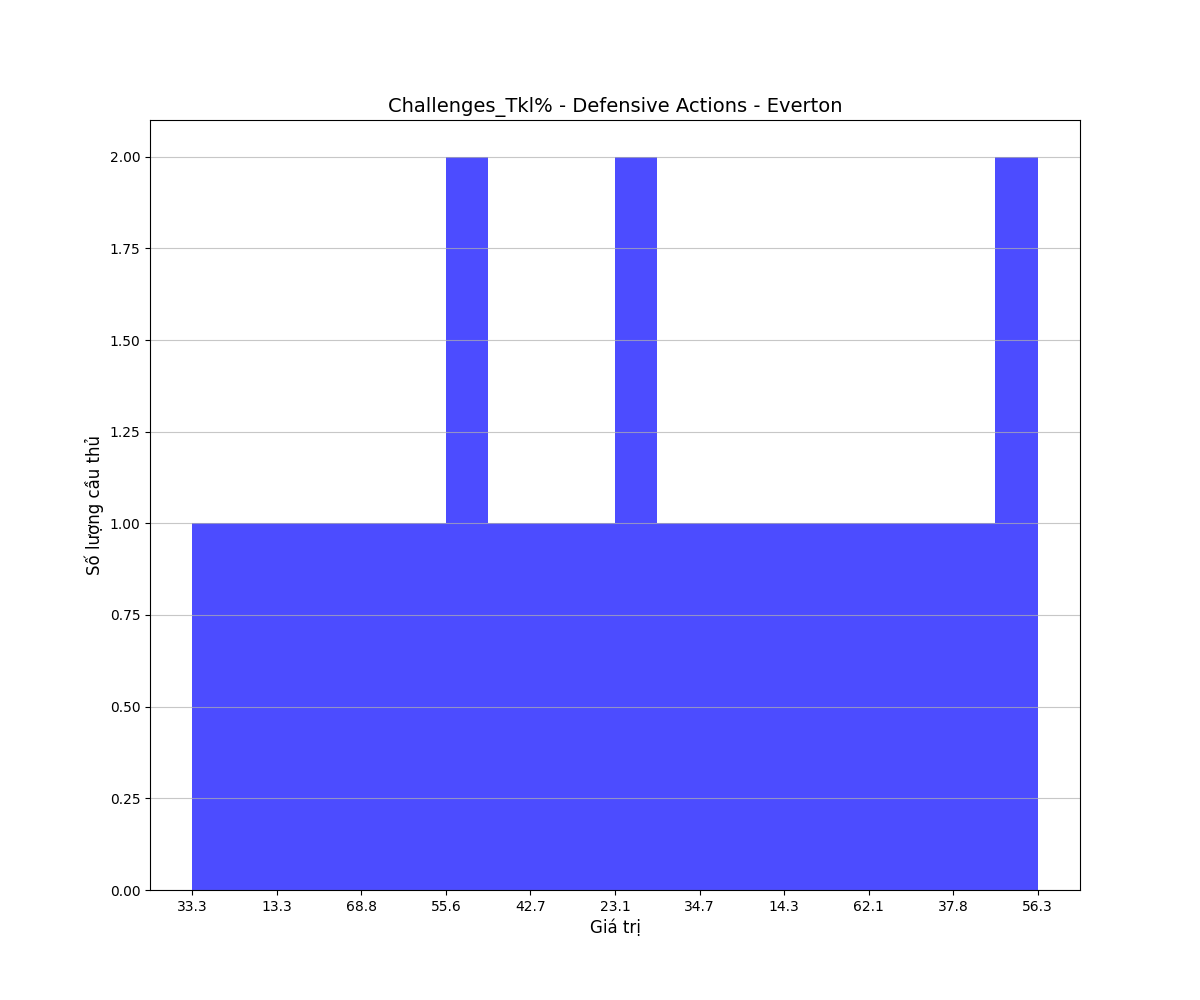 Challenges_Tkl% - Defensive Actions - Everton
Số lượng cầu thủ
2.00
1.75
1.50
1.25
1.00
0.75
0.50
0.25
0.00
33.3 13.3 68.8 55.6 42.7 23.1 34.7 14.3 62.1 37.8 56.3
Giá trị